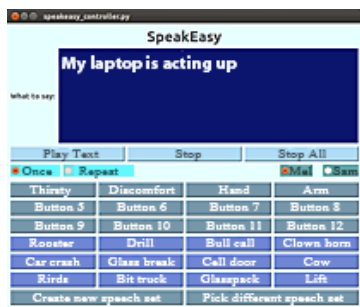 speakeasy_controller.py
SpeakEasy
What to say:
My laptop is acting up
Play Text Stop Stop All
Once Repeat Mel Sam
Thirsty Discomfort Hand Arm
Button 5 Button 6 Button 7 Button 8
Button 9 Button 10 Button 11 Button 12
Rooster Drill Bull call Clown horn
Car crash Glass break Cell door Cow
Birds Bit truck Glasspack Lift
Create new speech set Pick different speech set